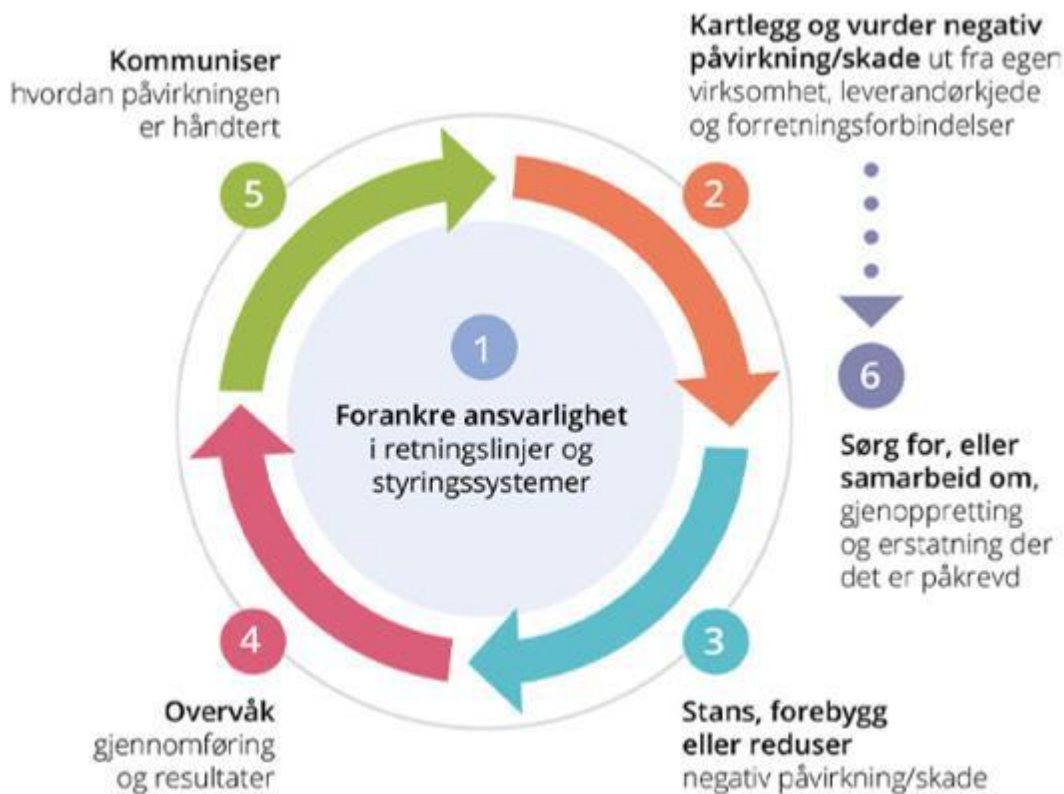 1
Forankre ansvarlighet
i retningslinjer og
styringssystemer
2
Kartlegg og vurder negativ
påvirkning/skade ut fra egen
virksomhet, leverandørkjede
og forretningsforbindelser
3
Stans, forebygg
eller reduser
negativ påvirkning/skade
4
Overvåk
gjennomføring
og resultater
5
Kommuniser
hvordan påvirkningen
er håndtert
6
Sørg for, eller
samarbeid om,
gjenoppretting
og erstatning der
det er påkrevd